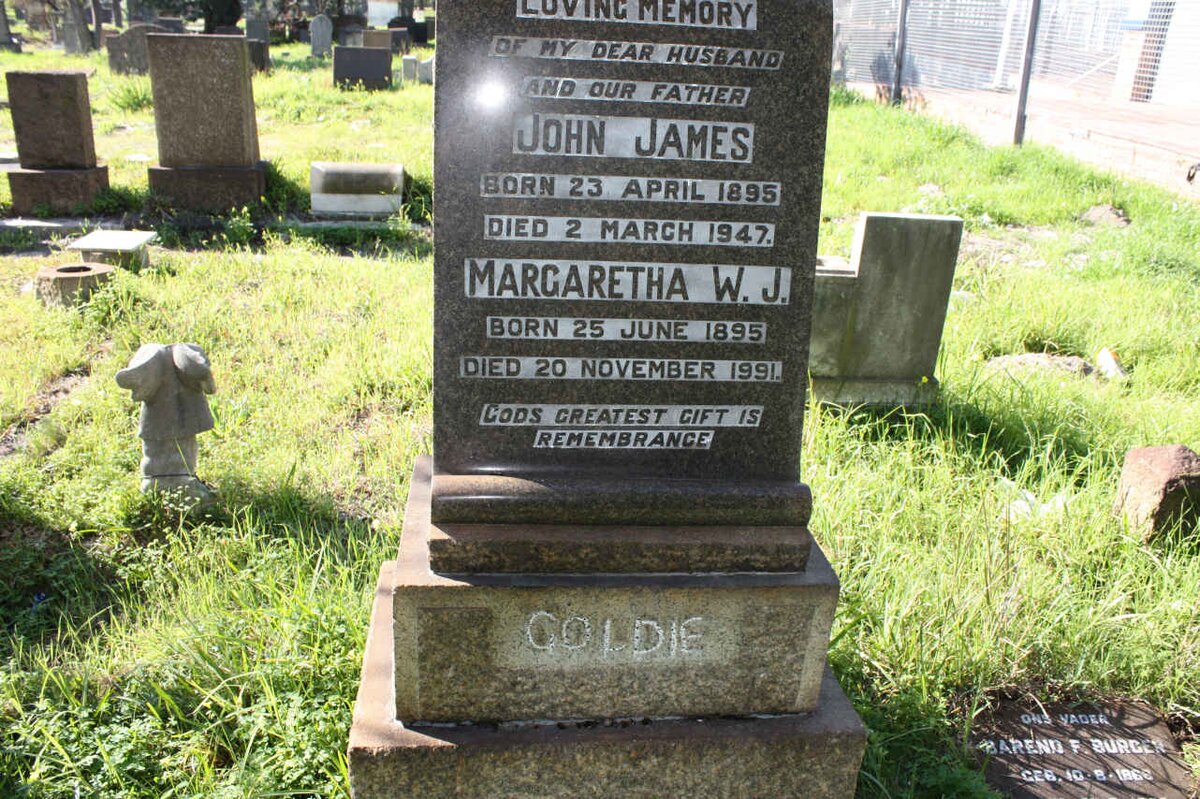 LOVING MEMORY
OF MY DEAR HUSBAND
AND OUR FATHER
JOHN JAMES
BORN 23 APRIL 1895
DIED 2 MARCH 1947.
MARGARETHA W. J.
BORN 25 JUNE 1895
DIED 20 NOVEMBER 1991.
GODS GREATEST GIFT IS
REMEMBRANCE
GOLDIE
ONS VADER
BAREND F. BURGER
GEB. 10-8-1868